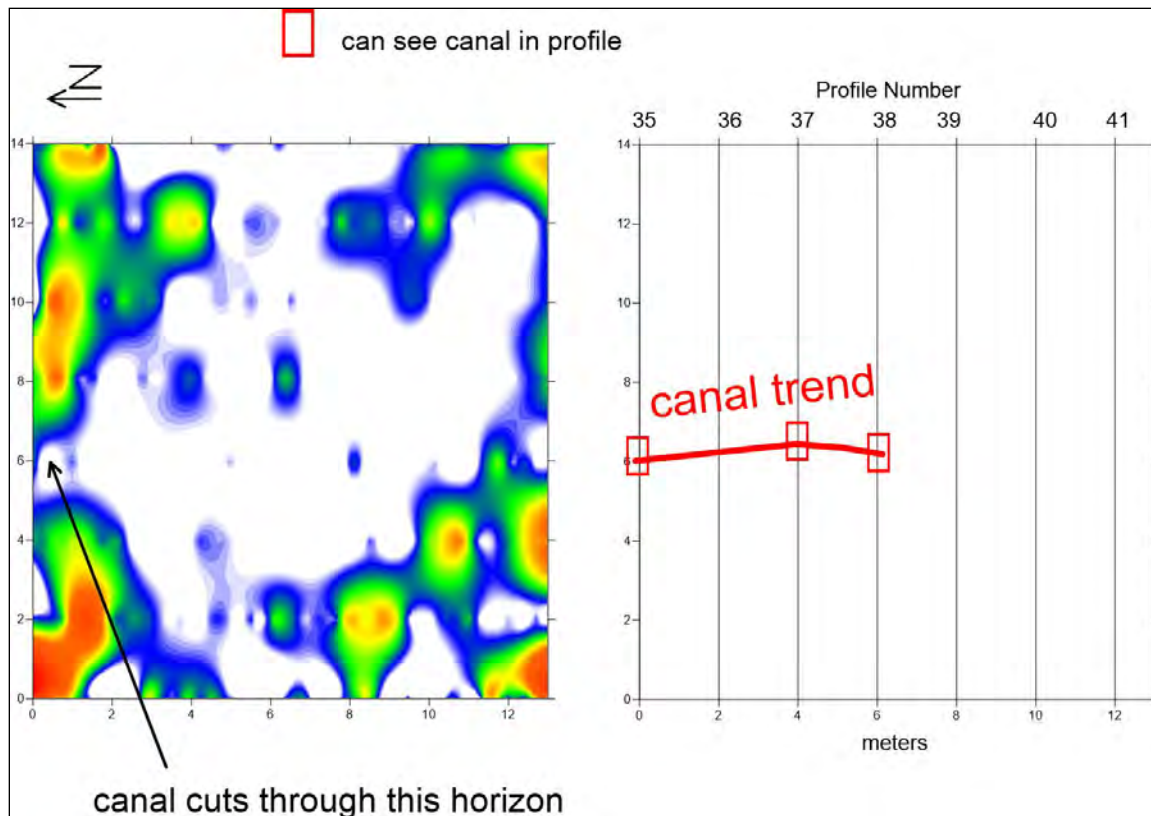 can see canal in profile
N
Profile Number
35 36 37 38 39 40 41
14
12
10
8
6
4
2
0
0 2 4 6 8 10 12
14
12
10
8
6
4
2
0
canal trend
0 2 4 6 8 10 12
meters
canal cuts through this horizon